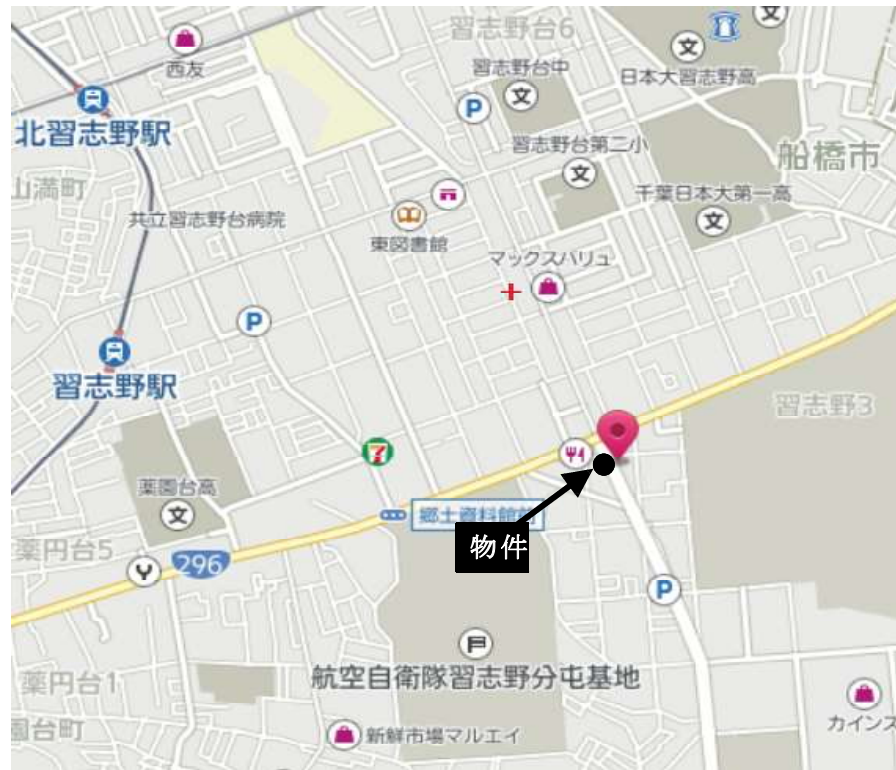 習志野台6
西友
習志野台中
文
日本大習志野高
文
P
北習志野駅
習志野台第二小
文
船橋市
山満町
千葉日本大第一高
文
共立習志野台病院
東図書館
マックスバリュ
P
習志野駅
習志野3
7
薬園台高
文
郷土資料館前
物件
薬円台5
296
P
航空自衛隊習志野分屯基地
薬円台1
園台町
新鮮市場マルエイ
カインズ